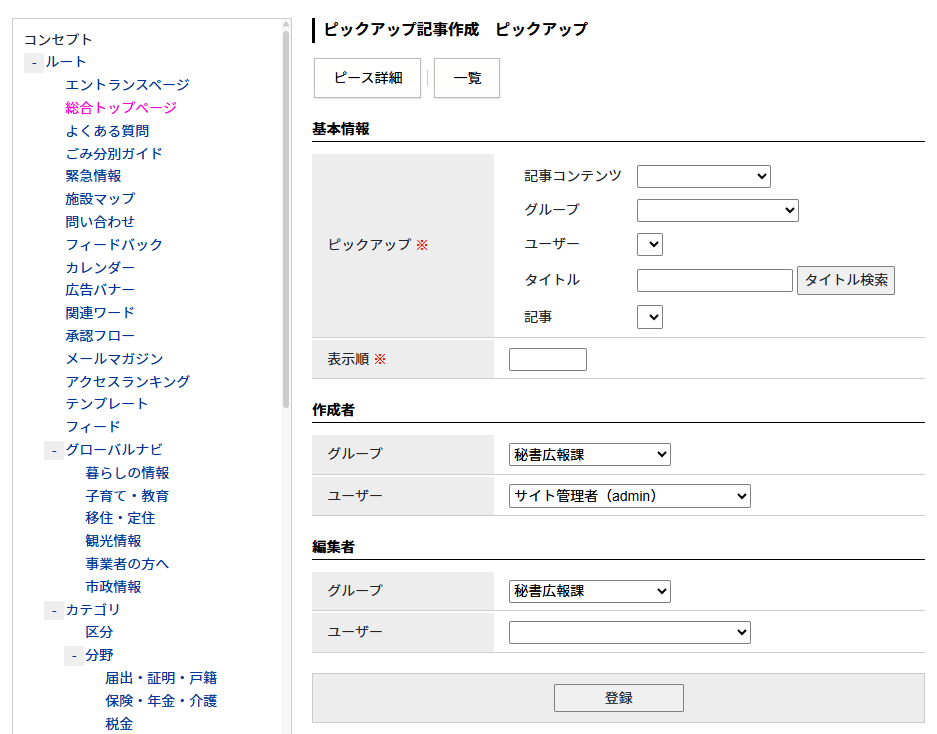 コンセプト
- ルート
エントランスページ
総合トップページ
よくある質問
ごみ分別ガイド
緊急情報
施設マップ
問い合わせ
フィードバック
カレンダー
広告バナー
関連ワード
承認フロー
メールマガジン
アクセスランキング
テンプレート
フィード
- グローバルナビ
暮らしの情報
子育て・教育
移住・定住
観光情報
事業者の方へ
市政情報
- カテゴリ
区分
- 分野
届出・証明・戸籍
保険・年金・介護
税金
ピックアップ記事作成　ピックアップ
ピース詳細 一覧
基本情報
ピックアップ ※
記事コンテンツ
グループ
ユーザー
タイトル タイトル検索
記事
表示順 ※
作成者
グループ 秘書広報課
ユーザー サイト管理者（admin）
編集者
グループ 秘書広報課
ユーザー
登録